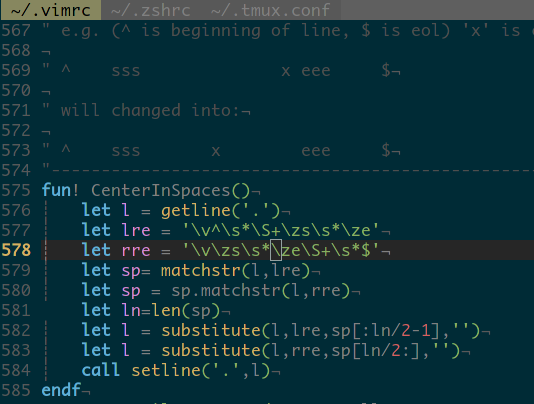 ~/.vimrc ~/.zshrc ~/.tmux.conf
567 " e.g. (^ is beginning of line, $ is eol) 'x' is
568 ¬
569 " ^    sss              x eee     $¬
570 ¬
571 " will changed into:¬
572 ¬
573 " ^    sss       x        eee     $¬
574 "--------------------------------------------------
575 fun! CenterInSpaces()¬
576     let l = getline('.')¬
577     let lre = '\v^\s*\S+\zs\s*\ze'¬
578     let rre = '\v\zs\s*\ze\S+\s*$'¬
579     let sp= matchstr(l,lre)¬
580     let sp = sp.matchstr(l,rre)¬
581     let ln=len(sp)¬
582     let l = substitute(l,lre,sp[:ln/2-1],'')¬
583     let l = substitute(l,rre,sp[ln/2:],'')¬
584     call setline('.',l)¬
585 endf¬